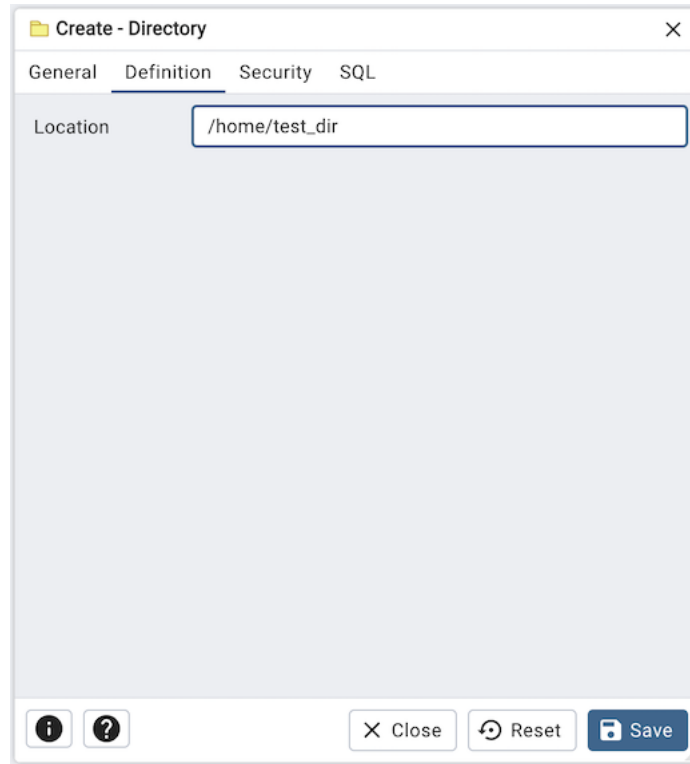 Create - Directory
General Definition Security SQL
Location /home/test_dir
Close Reset Save